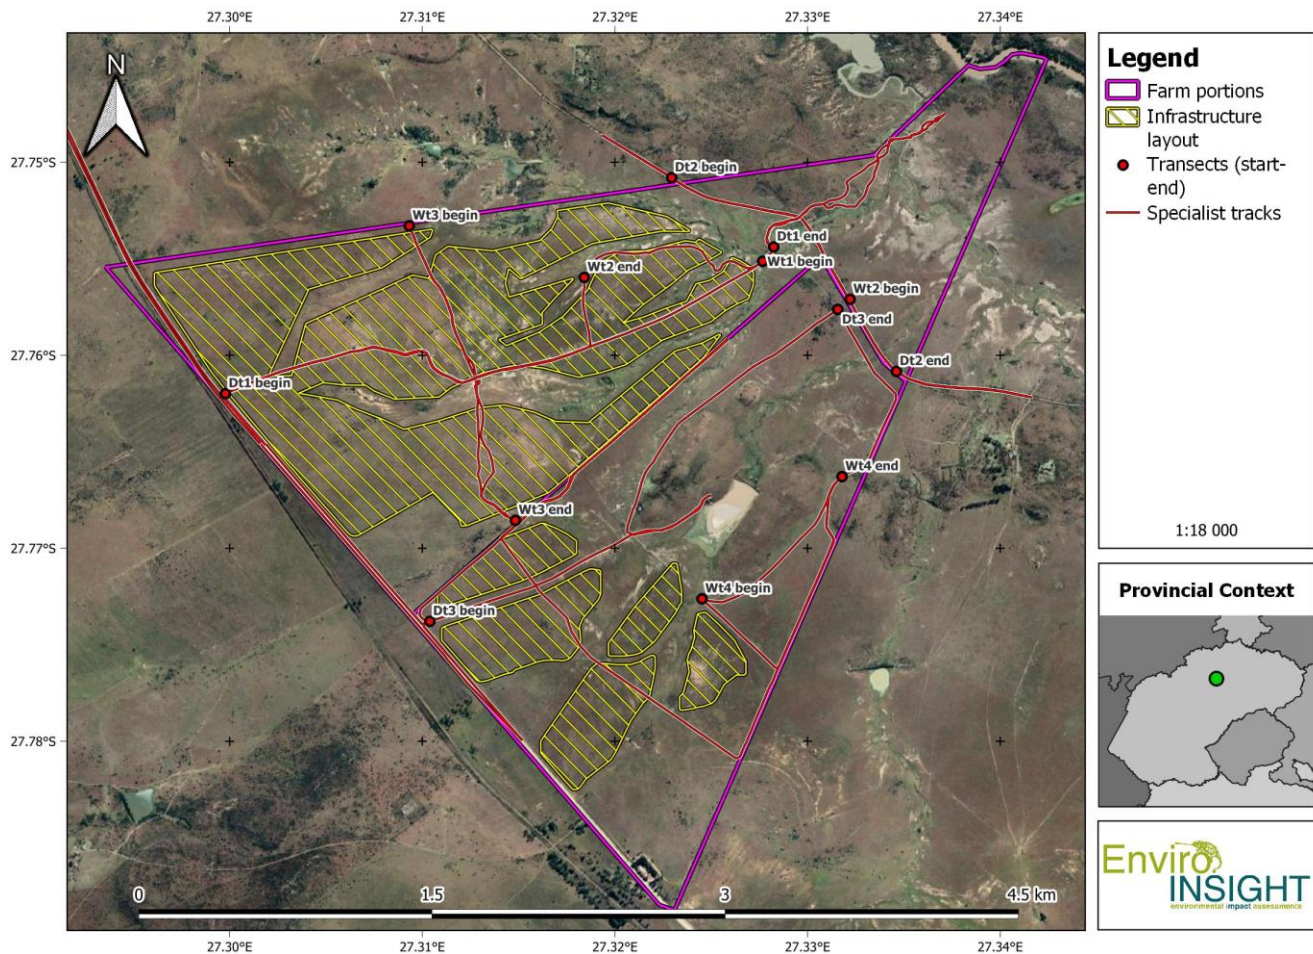 27.30°E 27.31°E 27.32°E 27.33°E 27.34°E
N
27.75°S
27.76°S
27.77°S
27.78°S
Dt2 begin
Wt3 begin
Dt1 end
Wt1 begin
Wt2 end
Wt2 begin
Dt3 end
Dt2 end
Dt1 begin
Wt4 end
Wt3 end
Wt4 begin
Dt3 begin
0 1.5 3 4.5 km
27.30°E 27.31°E 27.32°E 27.33°E 27.34°E
Legend
Farm portions
Infrastructure
layout
Transects (start-
end)
Specialist tracks
1:18 000
Provincial Context
Enviro
INSIGHT
environmental impact assessments